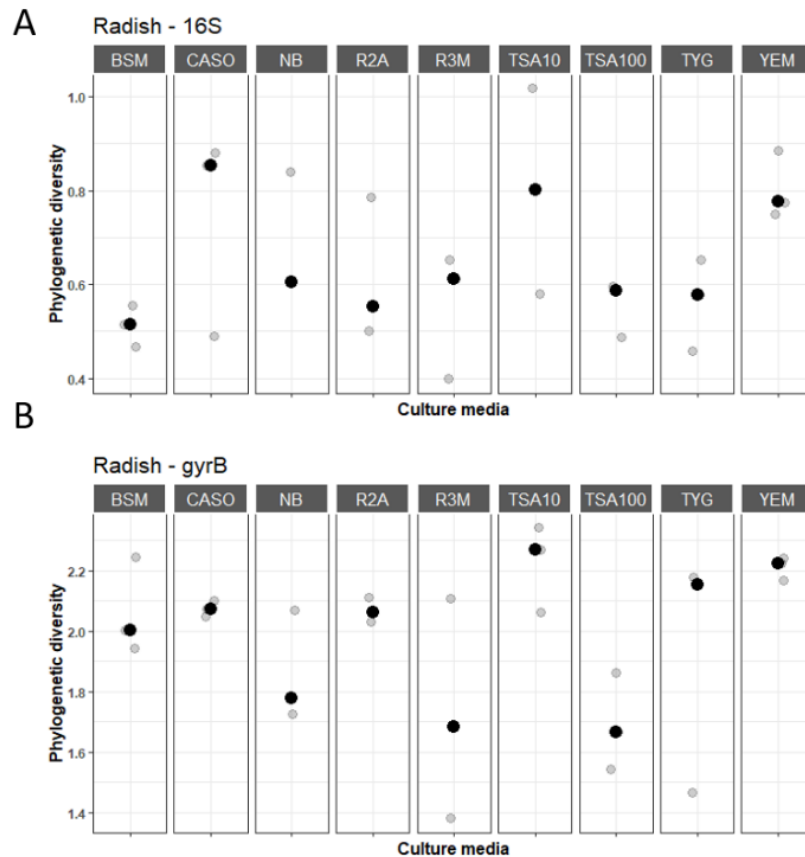 A
Radish - 16S
BSM CASO NB R2A R3M TSA10 TSA100 TYG YEM
1.0
0.8
0.6
0.4
Phylogenetic diversity
Culture media
B
Radish - gyrB
BSM CASO NB R2A R3M TSA10 TSA100 TYG YEM
2.2
2.0
1.8
1.6
1.4
Phylogenetic diversity
Culture media